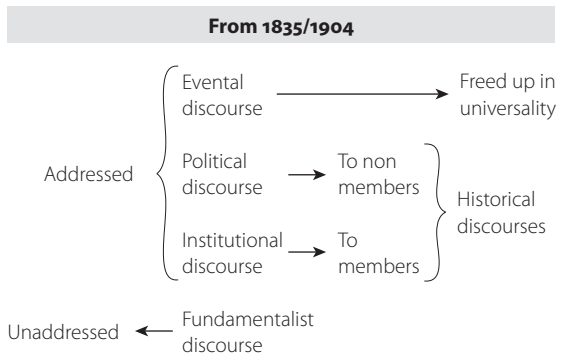 From 1835/1904
Evental
discourse
Freed up in
universality
Addressed
Political
discourse
To non
members
Historical
discourses
Institutional
discourse
To
members
Unaddressed
Fundamentalist
discourse